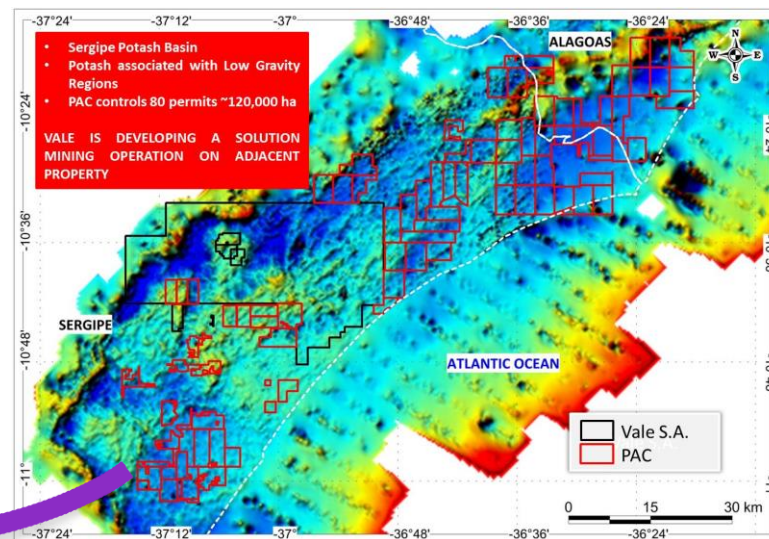 -37°24'
-37°12'
-37°
-36°48'
-36°36'
-36°24'
• Sergipe Potash Basin
• Potash associated with Low Gravity
Regions
• PAC controls 80 permits ~120,000 ha
VALE IS DEVELOPING A SOLUTION
MINING OPERATION ON ADJACENT
PROPERTY
ALAGOAS
N
W E
S
-10°24'
-10°36'
SERGIPE
-10°48'
ATLANTIC OCEAN
Vale S.A.
PAC
-11°
0 15 30 km
-37°24'
-37°12'
-37°
-36°48'
-36°36'
-36°24'